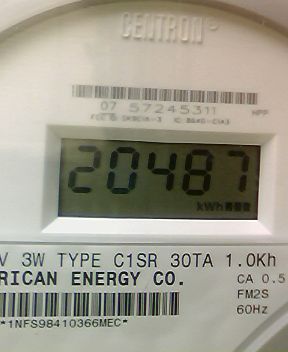 CENTRON®
07 57245311
20487
kWh
V 3W TYPE C1SR 30TA 1.0Kh
RICAN ENERGY CO.
CA 0.5
FM2S
60Hz
*1NFS98410366MEC*